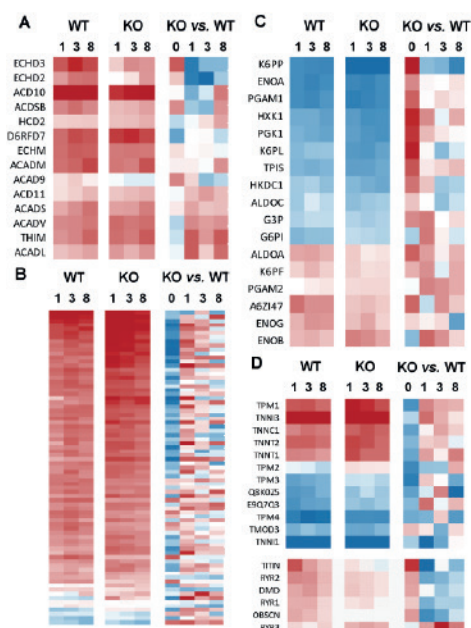 A
WT KO KO vs. WT
1 3 8 1 3 8 0 1 3 8
ECHD3
ECHD2
ACD10
ACDSB
HCD2
D6RFD7
ECHM
ACADM
ACAD9
ACD11
ACADS
ACADV
THIM
ACADL
B
WT KO KO vs. WT
1 3 8 1 3 8 0 1 3 8
C
WT KO KO vs. WT
1 3 8 1 3 8 0 1 3 8
K6PP
ENOA
PGAM1
HXK1
PGK1
K6PL
TPIS
HKDC1
ALDOC
G3P
G6PI
ALDOA
K6PF
PGAM2
A6ZI47
ENOG
ENOB
D
WT KO KO vs. WT
1 3 8 1 3 8 0 1 3 8
TPM1
TNNI3
TNNC1
TNNT2
TNNT1
TPM2
TPM3
Q8K0Z5
E9Q7Q3
TPM4
TMOD3
TNNI1
TITIN
RYR2
DMD
RYR1
OBSCN
RYR3